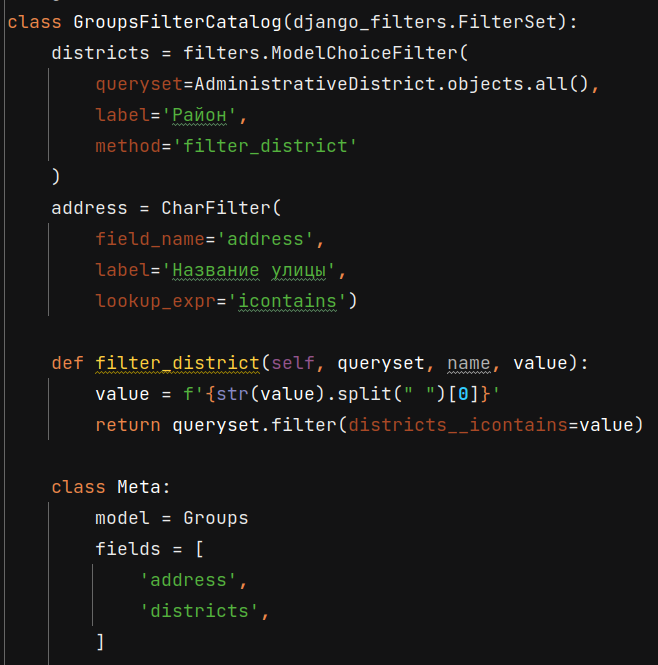 class GroupsFilterCatalog(django_filters.FilterSet):
    districts = filters.ModelChoiceFilter(
        queryset=AdministrativeDistrict.objects.all(),
        label='Район',
        method='filter_district'
    )
    address = CharFilter(
        field_name='address',
        label='Название улицы',
        lookup_expr='icontains')

    def filter_district(self, queryset, name, value):
        value = f'{str(value).split(" ")[0]}'
        return queryset.filter(districts__icontains=value)

    class Meta:
        model = Groups
        fields = [
            'address',
            'districts',
        ]